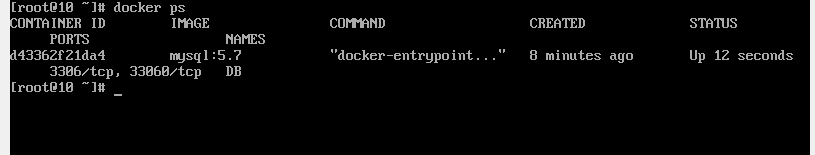 [root@10 ~]# docker ps
CONTAINER ID        IMAGE               COMMAND                  CREATED             STATUS
     PORTS                 NAMES
d43362f21da4        mysql:5.7           "docker-entrypoint..."   8 minutes ago       Up 12 seconds
     3306/tcp, 33060/tcp   DB
[root@10 ~]# _